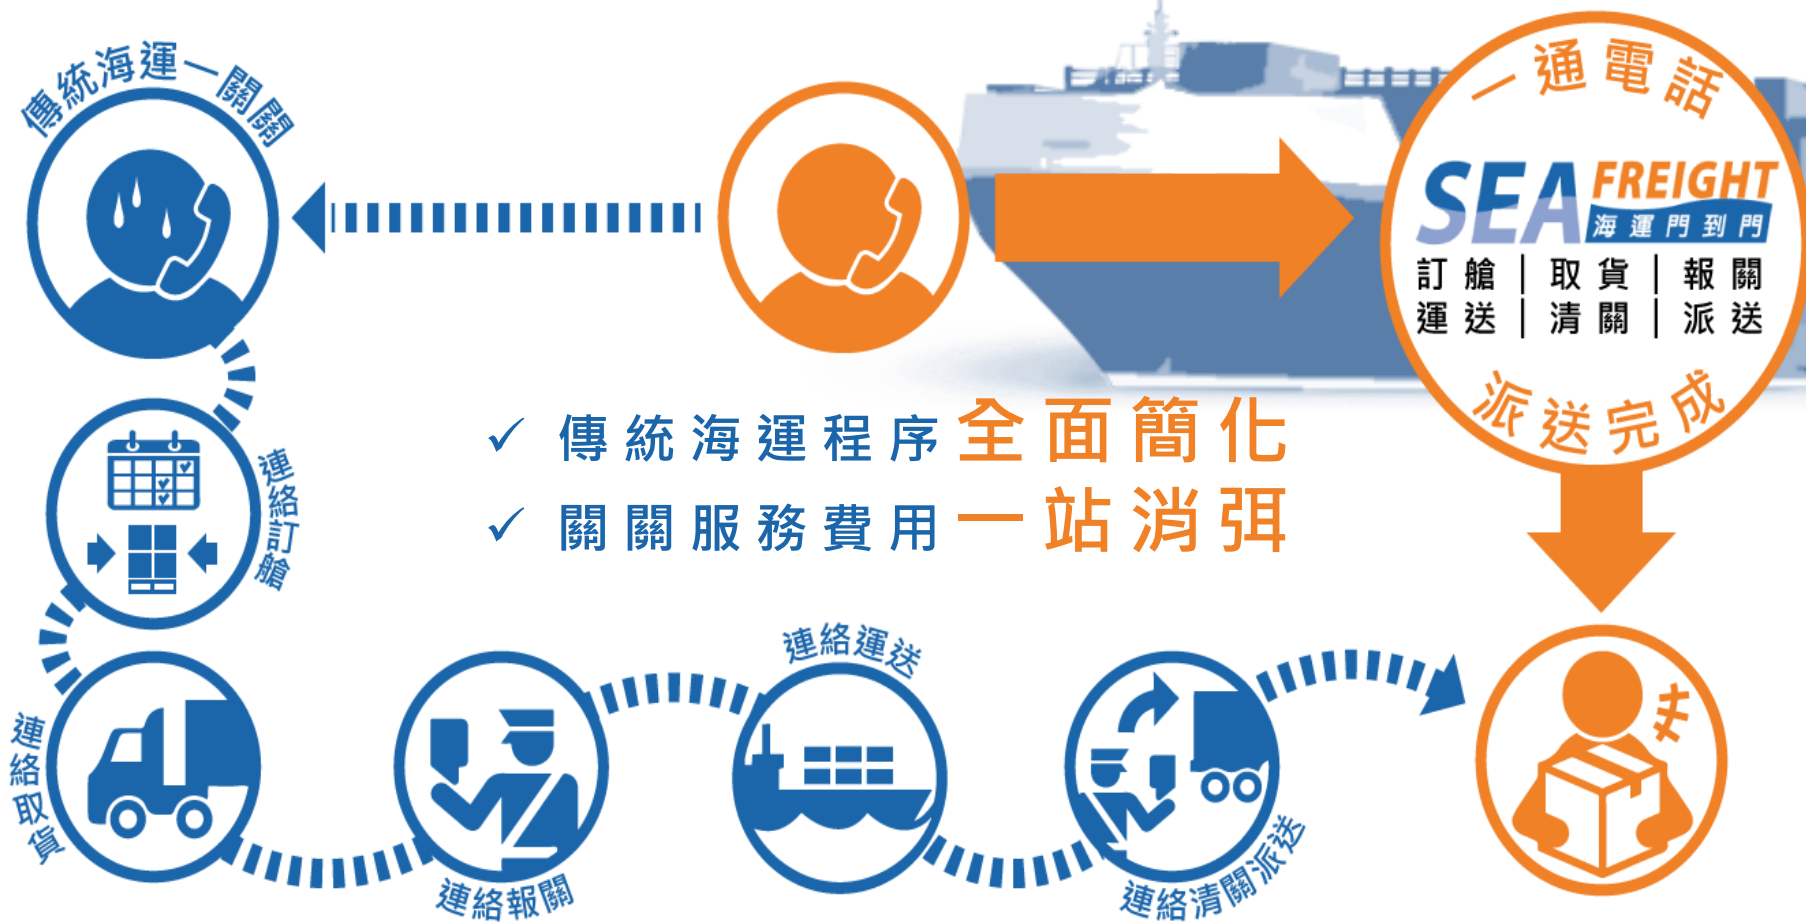 傳統海運一關關
一通電話
SEA FREIGHT
海運門到門
訂艙｜取貨｜報關
運送｜清關｜派送
派送完成
✓ 傳統海運程序全面簡化
✓ 關關服務費用一站消弭
連絡訂艙
連絡取貨
連絡報關
連絡運送
連絡清關派送